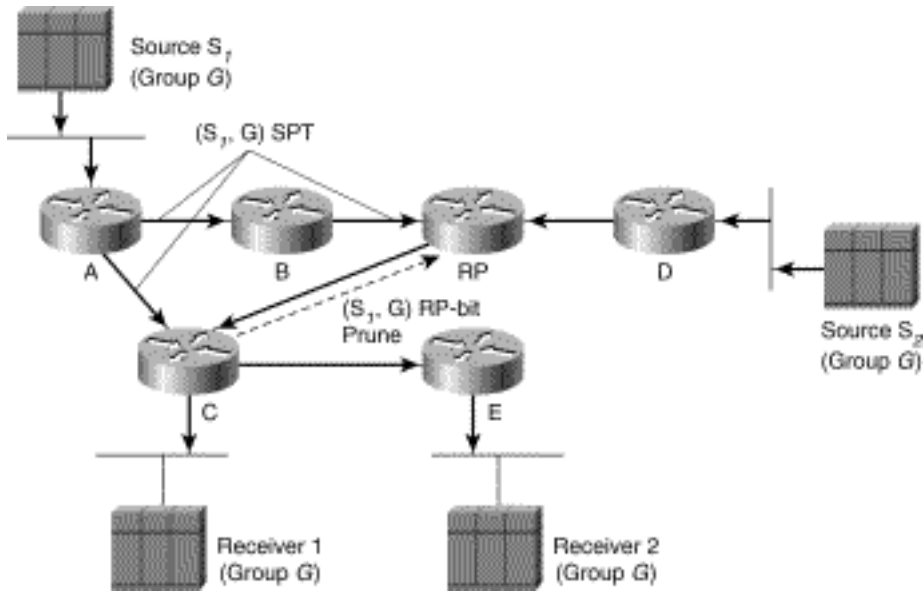 Source S1
(Group G)
(S1, G) SPT
A
B
RP
D
(S1, G) RP-bit
Prune
Source S2
(Group G)
C
E
Receiver 1
(Group G)
Receiver 2
(Group G)